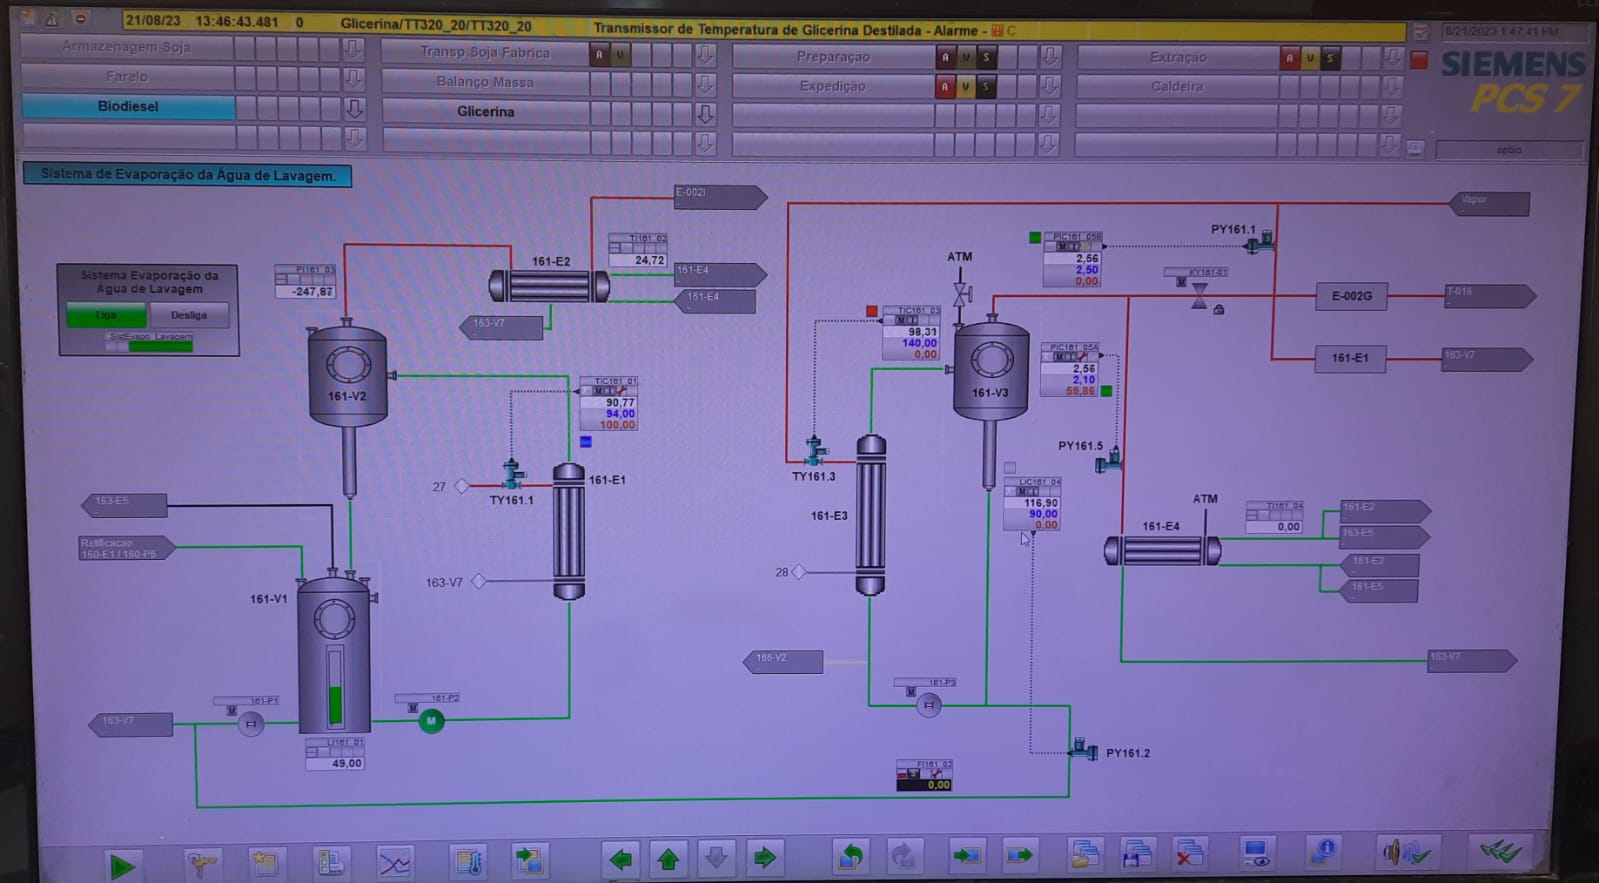 21/08/23 13:46:43.481 0 Glicerina/TT320_20/TT320_20 Transmissor de Temperatura de Glicerina Destilada - Alarme - C
8/21/2023 1:47:41 PM
Armazenagem Soja
Transp.Soja Fabrica A W
Preparação A W S
Extração A W S
SIEMENS
PCS 7
Farelo
Balanço Massa
Expedição A W S
Caldeira
Biodiesel
Glicerina
Sistema de Evaporação da Água de Lavagem.
E-002I
Vapor
Sistema Evaporação da
Água de Lavagem
Liga
Desliga
SisEvapo_Lavagem
PI161_03
-247,87
161-E2
TI161_02
24,72
161-E4
161-E4
163-V7
161-V2
TIC161_01
90,77
94,00
100,00
27
TY161.1
161-E1
163-V7
163-E5
Retificacao
160-E1 / 160-P6
161-V1
161-P1
M
163-V7
161-P2
M
M
LI161_01
49,00
ATM
PIC161_05B
2,56
2,50
0,00
PY161.1
KY161-01
M
E-002G
T-016
161-E1
163-V7
TIC161_03
98,31
140,00
0,00
161-V3
PIC161_05A
2,56
2,10
59,86
PY161.5
TY161.3
161-E3
28
LIC161_04
116,90
90,00
0,00
ATM
161-E4
TI161_04
0,00
161-E2
163-E5
161-E2
161-E5
163-V7
166-V2
161-P3
M
PY161.2
FI161_02
S
0,00